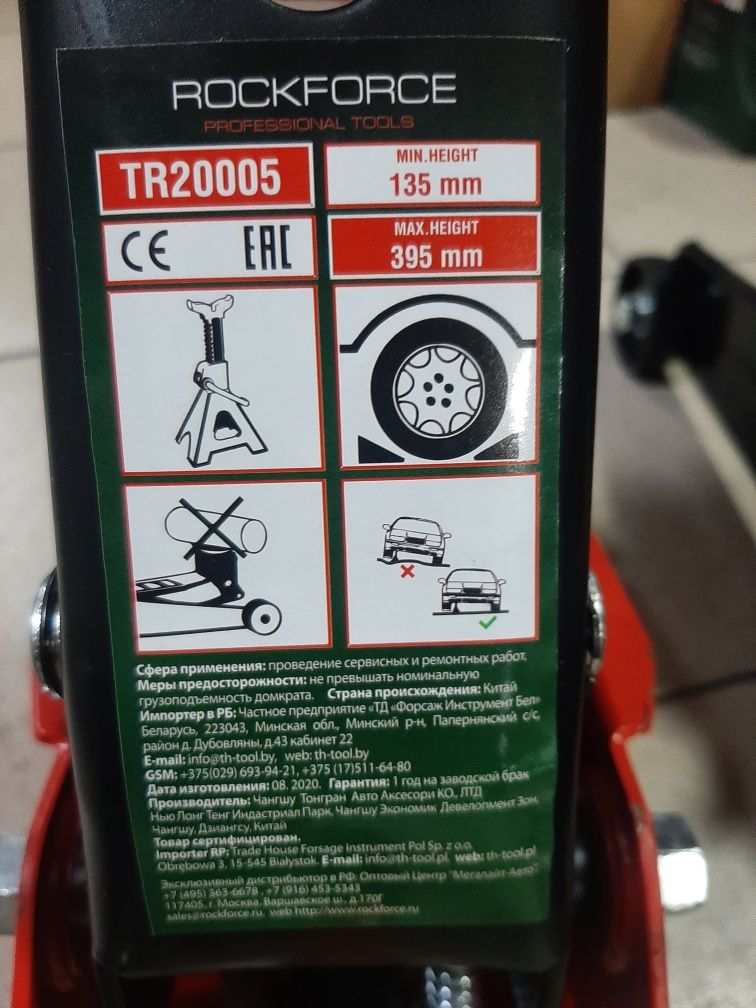 ROCKFORCE
PROFESSIONAL TOOLS
TR20005
MIN.HEIGHT
135 mm
CE EAC
MAX.HEIGHT
395 mm
Сфера применения: проведение сервисных и ремонтных работ.
Меры предосторожности: не превышать номинальную
грузоподъемность домкрата. Страна происхождения: Китай
Импортер в РБ: Частное предприятие «ТД «Форсаж Инструмент Бел»
Беларусь, 223043, Минская обл., Минский р-н, Папернянский с/с,
район д. Дубовляны, д.43 кабинет 22
E-mail: info@th-tool.by, web: th-tool.by
GSM: +375(029) 693-94-21, +375 (17)511-64-80
Дата изготовления: 08. 2020. Гарантия: 1 год на заводской брак
Производитель: Чангшу Тонгран Авто Аксесори КО, ЛТД
Нью Лонг Тенг Индастриал Парк, Чангшу Экономик Девелопмент Зон,
Чангшу, Дзиангсу, Китай
Товар сертифицирован.
Importer RP: Trade House Forsage Instrument Pol Sp. z o.o.
Obrębowa 3, 15-545 Białystok. E-mail: info@th-tool.pl, web: th-tool.pl
Эксклюзивный дистрибьютор в РФ: Оптовый Центр "Мегалайт-Авто"
+7 (495) 363-6678 , +7 (916) 453-5343
117405, г. Москва, Варшавское ш., д.170Г
sales@rockforce.ru, web http://www.rockforce.ru